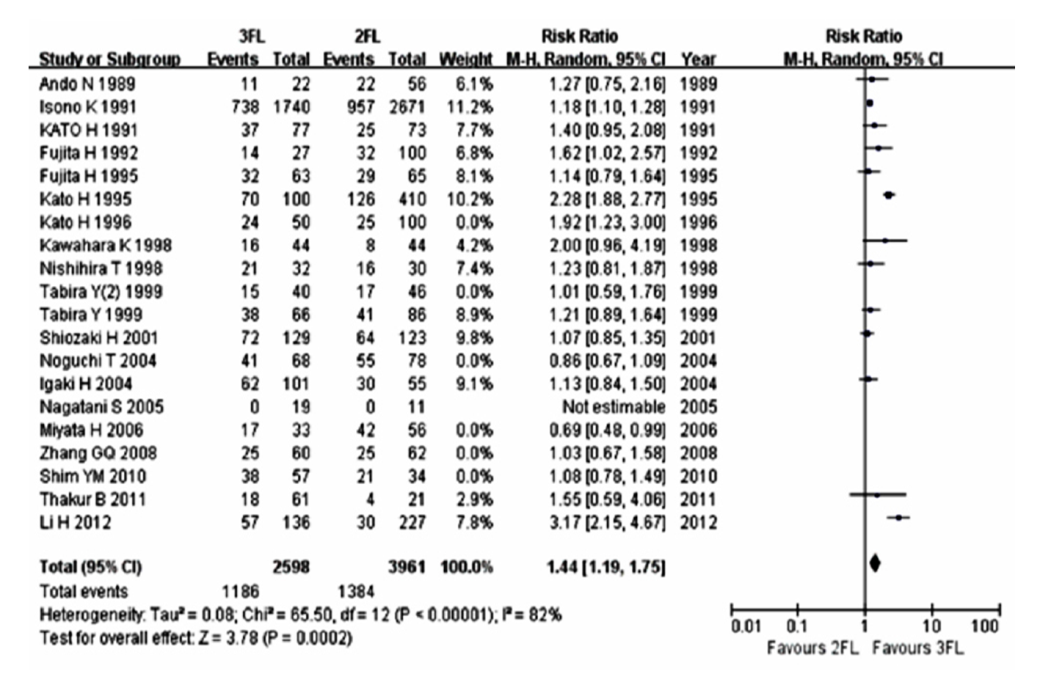 3FL 2FL Risk Ratio Risk Ratio
Study or Subgroup Events Total Events Total Weight M-H, Random, 95% CI Year M-H, Random, 95% CI
Ando N 1989 11 22 22 56 6.1% 1.27 [0.75, 2.16] 1989
Isono K 1991 738 1740 957 2671 11.2% 1.18 [1.10, 1.28] 1991
KATO H 1991 37 77 25 73 7.7% 1.40 [0.95, 2.08] 1991
Fujita H 1992 14 27 32 100 6.8% 1.62 [1.02, 2.57] 1992
Fujita H 1995 32 63 29 65 8.1% 1.14 [0.79, 1.64] 1995
Kato H 1995 70 100 126 410 10.2% 2.28 [1.88, 2.77] 1995
Kato H 1996 24 50 25 100 0.0% 1.92 [1.23, 3.00] 1996
Kawahara K 1998 16 44 8 44 4.2% 2.00 [0.96, 4.19] 1998
Nishihira T 1998 21 32 16 30 7.4% 1.23 [0.81, 1.87] 1998
Tabira Y(2) 1999 15 40 17 46 0.0% 1.01 [0.59, 1.76] 1999
Tabira Y 1999 38 66 41 86 8.9% 1.21 [0.89, 1.64] 1999
Shiozaki H 2001 72 129 64 123 9.8% 1.07 [0.85, 1.35] 2001
Noguchi T 2004 41 68 55 78 0.0% 0.86 [0.67, 1.09] 2004
Igaki H 2004 62 101 30 55 9.1% 1.13 [0.84, 1.50] 2004
Nagatani S 2005 0 19 0 11 Not estimable 2005
Miyata H 2006 17 33 42 56 0.0% 0.69 [0.48, 0.99] 2006
Zhang GQ 2008 25 60 25 62 0.0% 1.03 [0.67, 1.58] 2008
Shim YM 2010 38 57 21 34 0.0% 1.08 [0.78, 1.49] 2010
Thakur B 2011 18 61 4 21 2.9% 1.55 [0.59, 4.06] 2011
Li H 2012 57 136 30 227 7.8% 3.17 [2.15, 4.67] 2012
Total (95% CI) 2598 3961 100.0% 1.44 [1.19, 1.75]
Total events 1186 1384
Heterogeneity: Tau² = 0.08; Chi² = 65.50, df = 12 (P < 0.00001); I² = 82%
Test for overall effect: Z = 3.78 (P = 0.0002)
0.01 0.1 1 10 100
Favours 2FL Favours 3FL